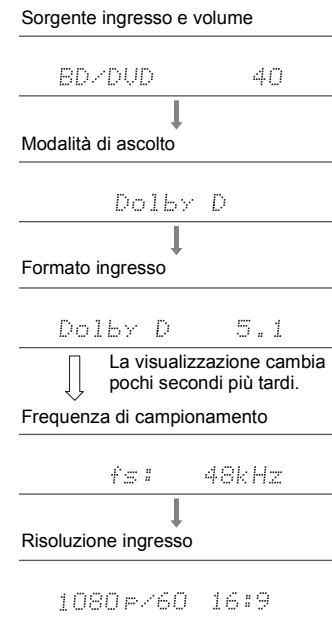 Sorgente ingresso e volume
BD/DVD 40
Modalità di ascolto
Dolby D
Formato ingresso
Dolby D 5.1
La visualizzazione cambia
pochi secondi più tardi.
Frequenza di campionamento
fs: 48kHz
Risoluzione ingresso
1080p/60 16:9